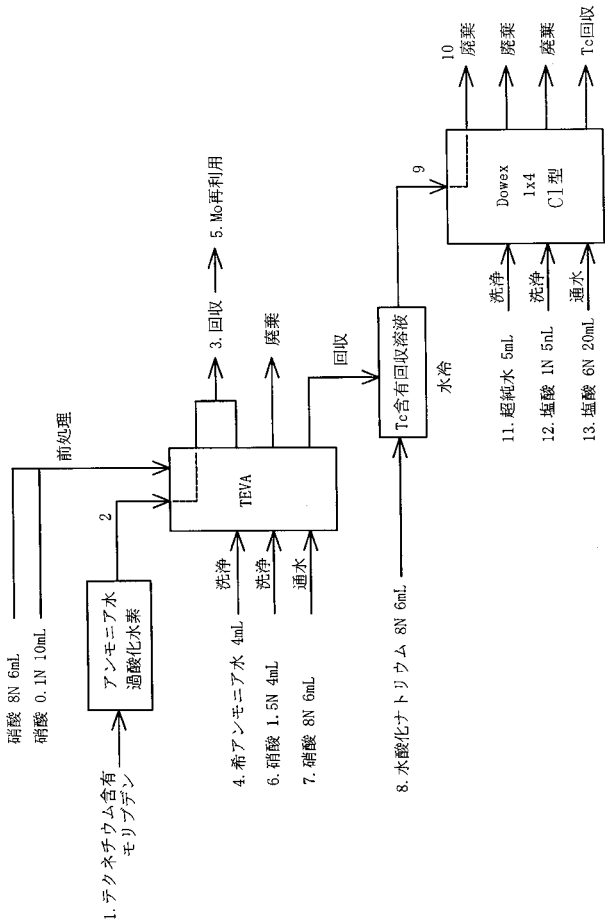 硝酸 8N 6mL
硝酸 0.1N 10mL
前処理
1. テクネチウム含有
モリブデン
アンモニア水
過酸化水素
2
3. 回収
5. Mo再利用
TEVA
4. 希アンモニア水 4mL
洗浄
6. 硝酸 1.5N 4mL
洗浄
7. 硝酸 8N 6mL
通水
廃棄
回収
8. 水酸化ナトリウム 8N 6mL
Tc含有回収溶液
水冷
9
10
廃棄
廃棄
廃棄
Tc回収
Dowex
1x4
Cl型
11. 超純水 5mL
洗浄
12. 塩酸 1N 5nL
洗浄
13. 塩酸 6N 20mL
通水